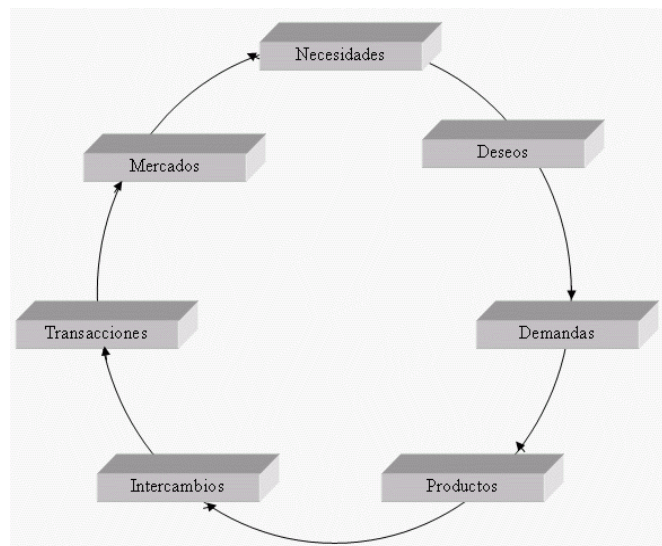 Necesidades
Deseos
Demandas
Productos
Intercambios
Transacciones
Mercados